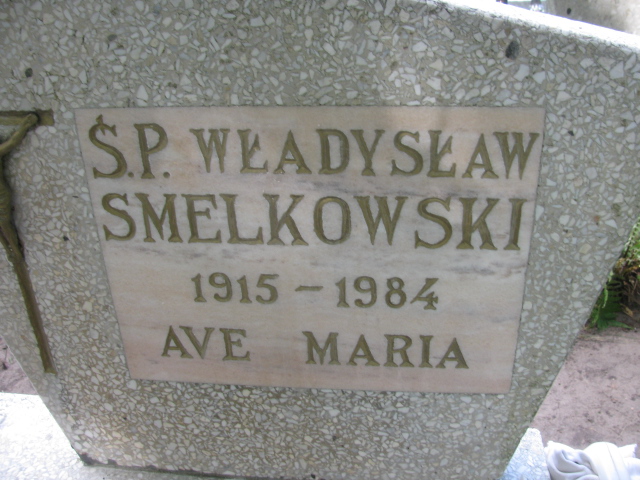 Ś.P. WŁADYSŁAW
SMELKOWSKI
1915 – 1984
AVE MARIA